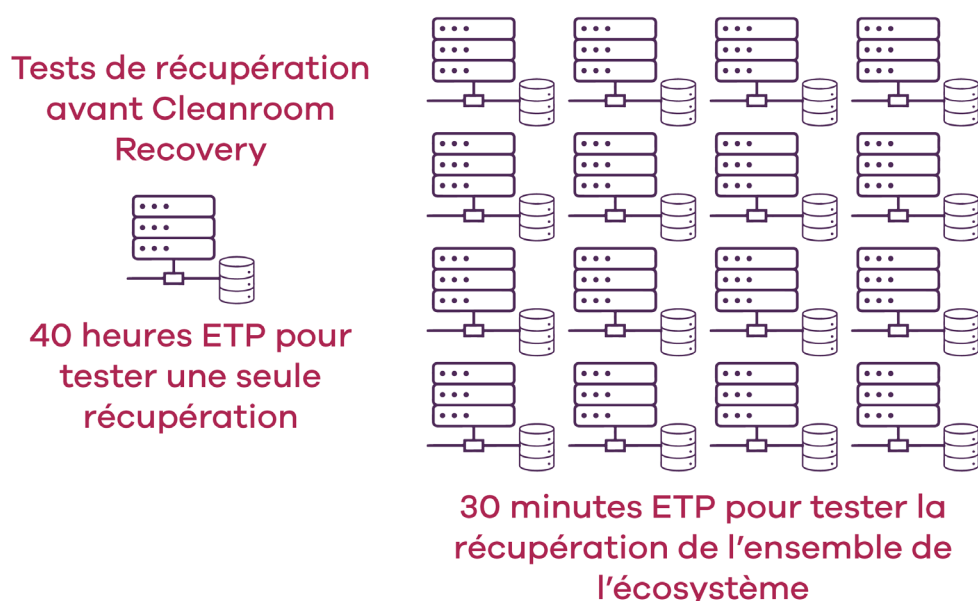 Tests de récupération
avant Cleanroom
Recovery
40 heures ETP pour
tester une seule
récupération
30 minutes ETP pour tester la
récupération de l’ensemble de
l’écosystème